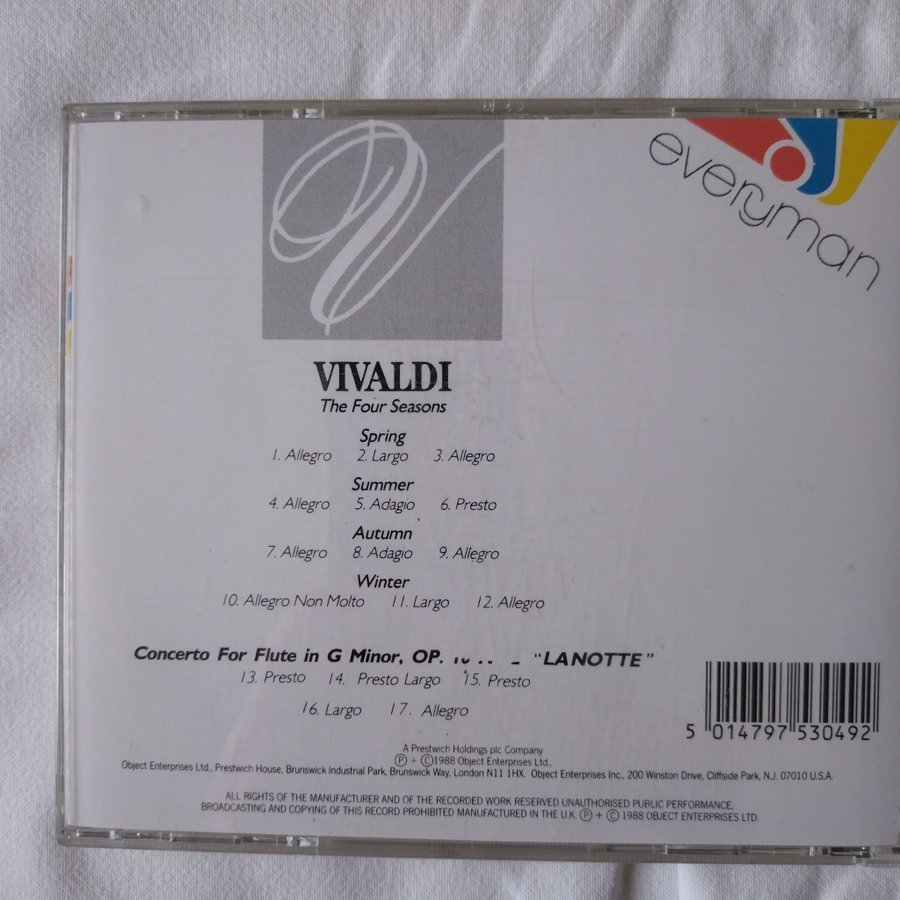 everyman
VIVALDI
The Four Seasons
Spring
1. Allegro 2. Largo 3. Allegro
Summer
4. Allegro 5. Adagio 6. Presto
Autumn
7. Allegro 8. Adagio 9. Allegro
Winter
10. Allegro Non Molto 11. Largo 12. Allegro
Concerto For Flute in G Minor, OP. "LANOTTE"
13. Presto 14. Presto Largo 15. Presto
16. Largo 17. Allegro
5 014797 530492
A Prestwich Holdings plc Company
Ⓟ + ©1988 Object Enterprises Ltd.,
Object Enterprises Ltd., Prestwich House, Brunswick Industrial Park, Brunswick Way, London N11 1HX. Object Enterprises Inc., 200 Winston Drive, Cliffside Park, N.J. 07010 U.S.A.
ALL RIGHTS OF THE MANUFACTURER AND OF THE RECORDED WORK RESERVED UNAUTHORISED PUBLIC PERFORMANCE,
BROADCASTING AND COPYING OF THIS RECORD PROHIBITED MANUFACTURED IN THE U.K. Ⓟ + © 1988 OBJECT ENTERPRISES LTD.